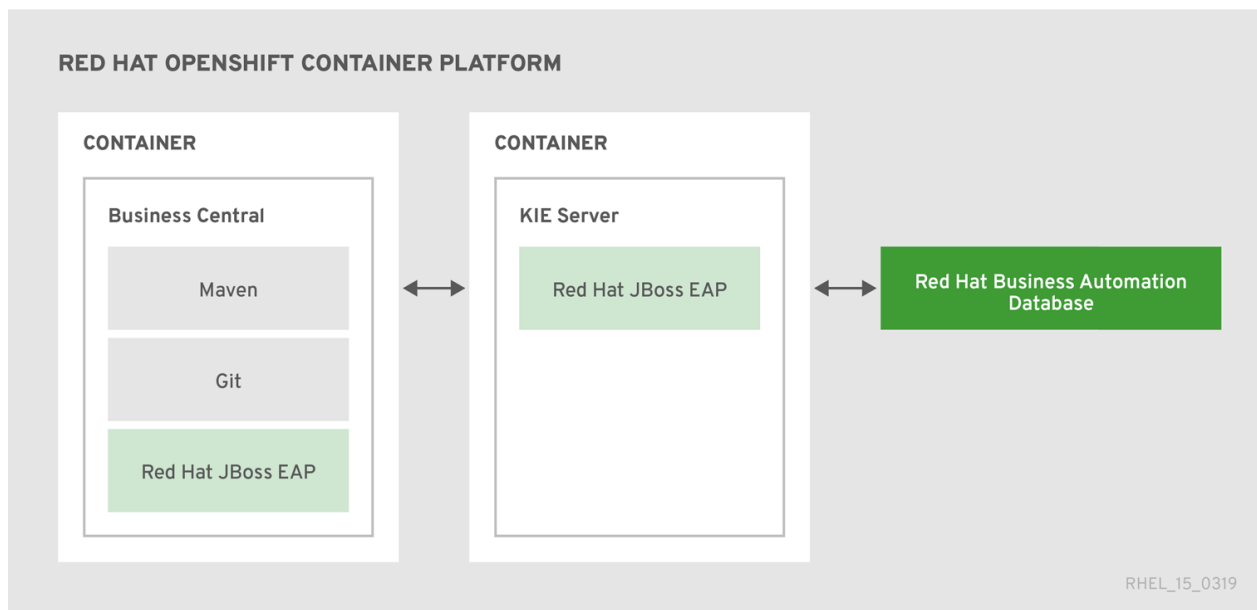 RED HAT OPENSHIFT CONTAINER PLATFORM
CONTAINER
Business Central
Maven
Git
Red Hat JBoss EAP
CONTAINER
KIE Server
Red Hat JBoss EAP
Red Hat Business Automation
Database
RHEL_15_0319